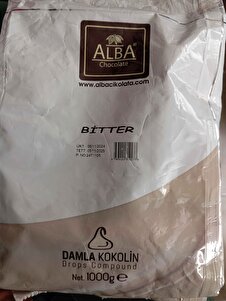 ALBA
Chocolate
www.albacikolata.com
BİTTER
DAMLA KOKOLİN
Drops Compound
Net. 1000g e